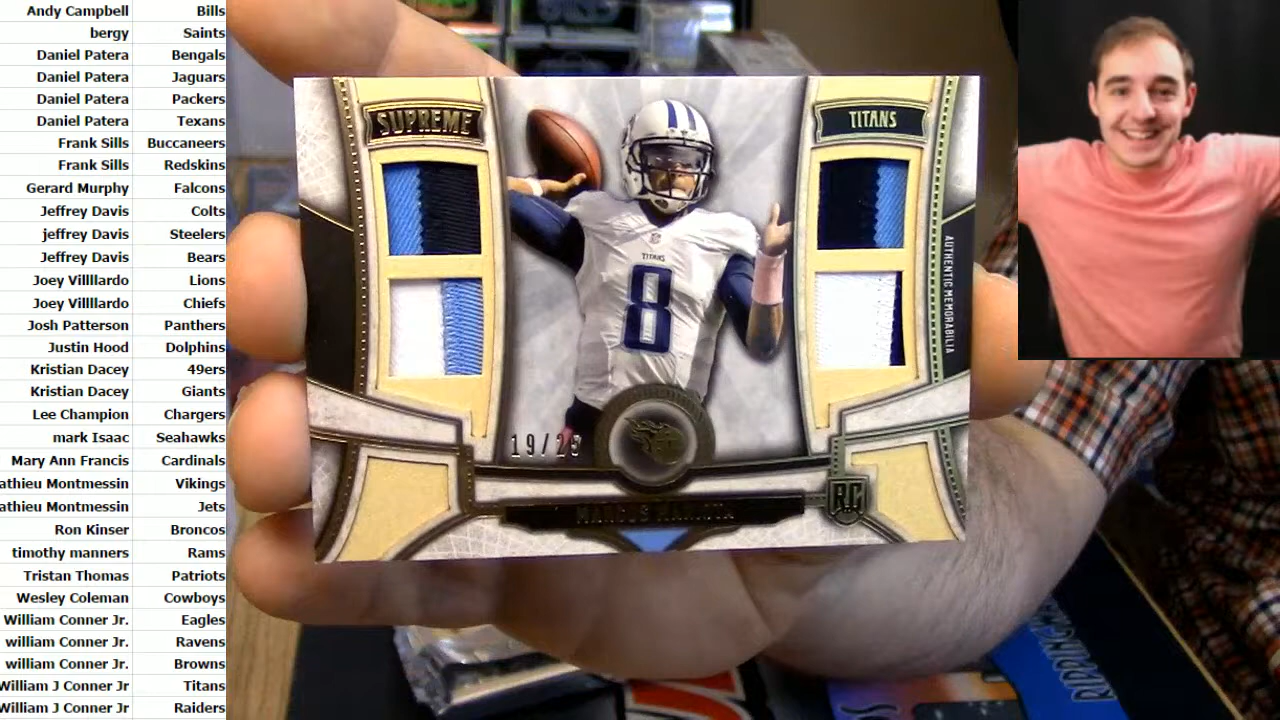 Andy Campbell Bills
bergy Saints
Daniel Patera Bengals
Daniel Patera Jaguars
Daniel Patera Packers
Daniel Patera Texans
Frank Sills Buccaneers
Frank Sills Redskins
Gerard Murphy Falcons
Jeffrey Davis Colts
jeffrey Davis Steelers
Jeffrey Davis Bears
Joey Villllardo Lions
Joey Villllardo Chiefs
Josh Patterson Panthers
Justin Hood Dolphins
Kristian Dacey 49ers
Kristian Dacey Giants
Lee Champion Chargers
mark Isaac Seahawks
Mary Ann Francis Cardinals
athieu Montmessin Vikings
athieu Montmessin Jets
Ron Kinser Broncos
timothy manners Rams
Tristan Thomas Patriots
Wesley Coleman Cowboys
William Conner Jr. Eagles
william Conner Jr. Ravens
william Conner Jr. Browns
William J Conner Jr Titans
William J Conner Jr Raiders
SUPREME
TITANS
TITANS
8
AUTHENTIC MEMORABILIA
19/25
RC
MARCUS MARIOTA